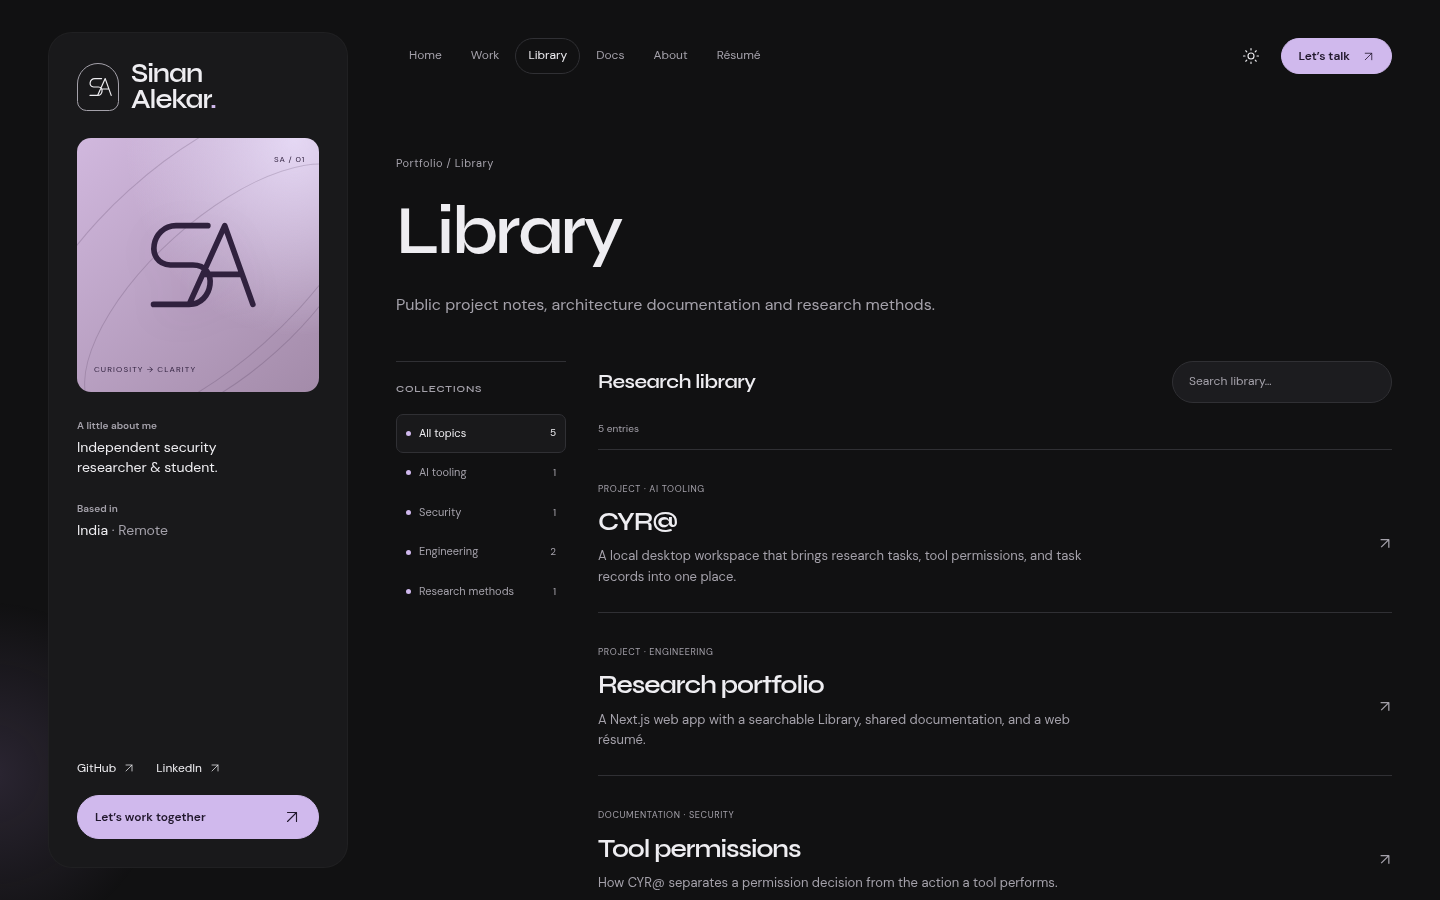 SA
Sinan
Alekar.
SA / 01
SA
CURIOSITY → CLARITY
A little about me
Independent security
researcher & student.
Based in
India · Remote
GitHub
LinkedIn
Let’s work together
Home
Work
Library
Docs
About
Résumé
Let’s talk
Portfolio / Library
Library
Public project notes, architecture documentation and research methods.
COLLECTIONS
All topics 5
AI tooling 1
Security 1
Engineering 2
Research methods 1
Research library
Search library…
5 entries
PROJECT · AI TOOLING
CYR@
A local desktop workspace that brings research tasks, tool permissions, and task
records into one place.
PROJECT · ENGINEERING
Research portfolio
A Next.js web app with a searchable Library, shared documentation, and a web
résumé.
DOCUMENTATION · SECURITY
Tool permissions
How CYR@ separates a permission decision from the action a tool performs.